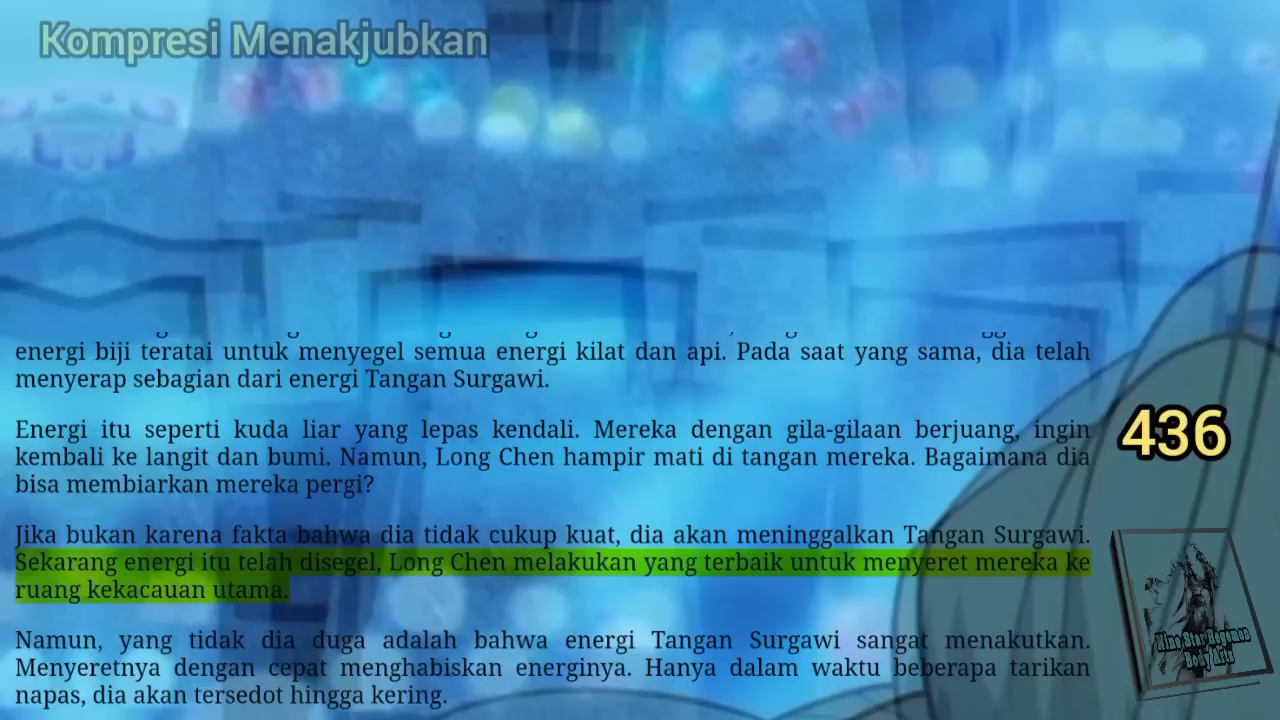 Kompresi Menakjubkan
energi biji teratai untuk menyegel semua energi kilat dan api. Pada saat yang sama, dia telah
menyerap sebagian dari energi Tangan Surgawi.
Energi itu seperti kuda liar yang lepas kendali. Mereka dengan gila-gilaan berjuang, ingin
kembali ke langit dan bumi. Namun, Long Chen hampir mati di tangan mereka. Bagaimana dia
bisa membiarkan mereka pergi?
436
Jika bukan karena fakta bahwa dia tidak cukup kuat, dia akan meninggalkan Tangan Surgawi.
Sekarang energi itu telah disegel, Long Chen melakukan yang terbaik untuk menyeret mereka ke
ruang kekacauan utama.
Namun, yang tidak dia duga adalah bahwa energi Tangan Surgawi sangat menakutkan.
Menyeretnya dengan cepat menghabiskan energinya. Hanya dalam waktu beberapa tarikan
napas, dia akan tersedot hingga kering.
Nine Star Hegemon
Body Arts